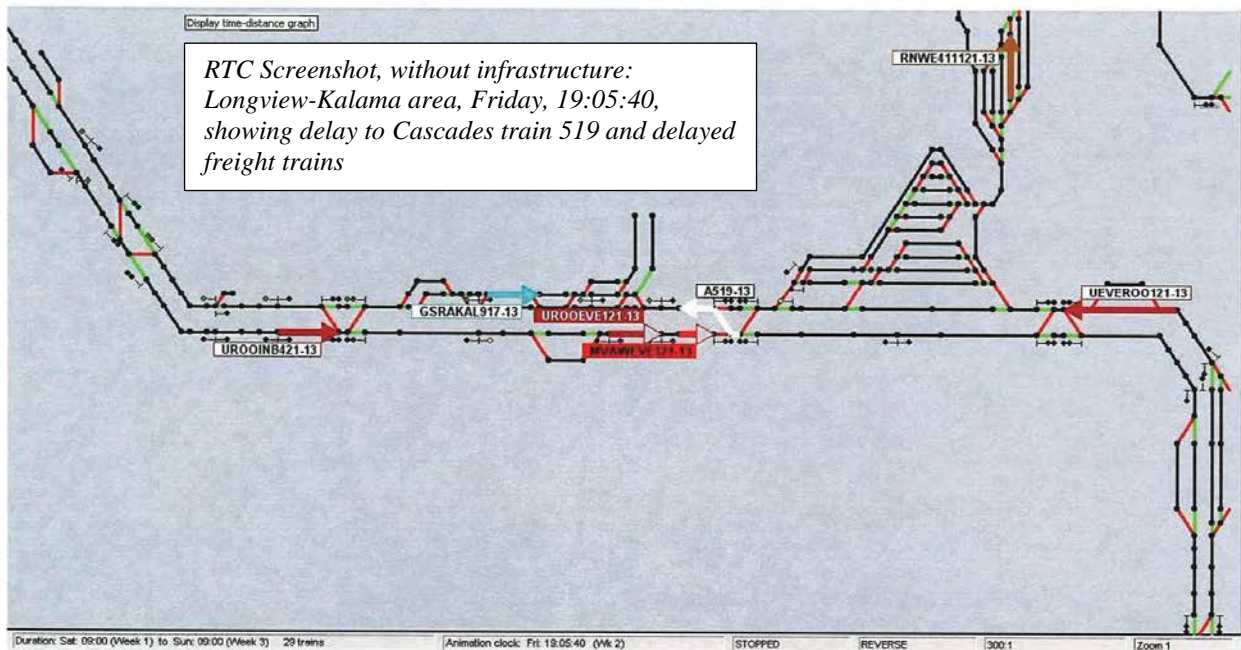 Display time-distance graph
RTC Screenshot, without infrastructure:
Longview-Kalama area, Friday, 19:05:40,
showing delay to Cascades train 519 and delayed
freight trains
RNWE411121-13
A519-13
UEVEROO121-13
GSRAKAL917-13
UROOEVE121-13
UROOINB421-13
MVAWEVE121-13
Duration: Sat: 09:00 (Week 1) to Sun: 09:00 (Week 3) 29 trains
Animation clock: Fri: 19:05:40 (Wk 2)
STOPPED
REVERSE
300:1
Zoom 1